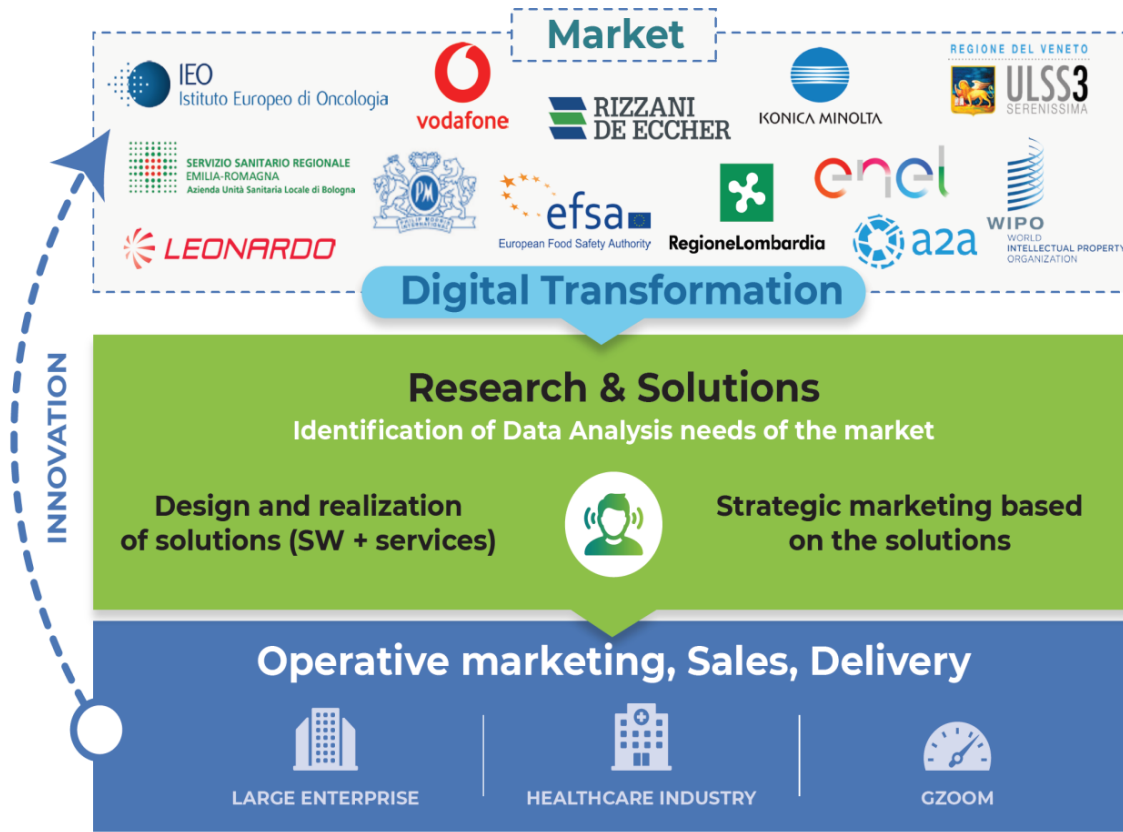 Market
IEO
Istituto Europeo di Oncologia
vodafone
RIZZANI
DE ECCHER
KONICA MINOLTA
REGIONE DEL VENETO
ULSS3
SERENISSIMA
SERVIZIO SANITARIO REGIONALE
EMILIA-ROMAGNA
Azienda Unità Sanitaria Locale di Bologna
PM
PHILIP MORRIS
INTERNATIONAL
efsa
European Food Safety Authority
RegioneLombardia
enel
a2a
WIPO
WORLD
INTELLECTUAL PROPERTY
ORGANIZATION
LEONARDO
Digital Transformation
INNOVATION
Research & Solutions
Identification of Data Analysis needs of the market
Design and realization
of solutions (SW + services)
Strategic marketing based
on the solutions
Operative marketing, Sales, Delivery
LARGE ENTERPRISE
HEALTHCARE INDUSTRY
GZOOM